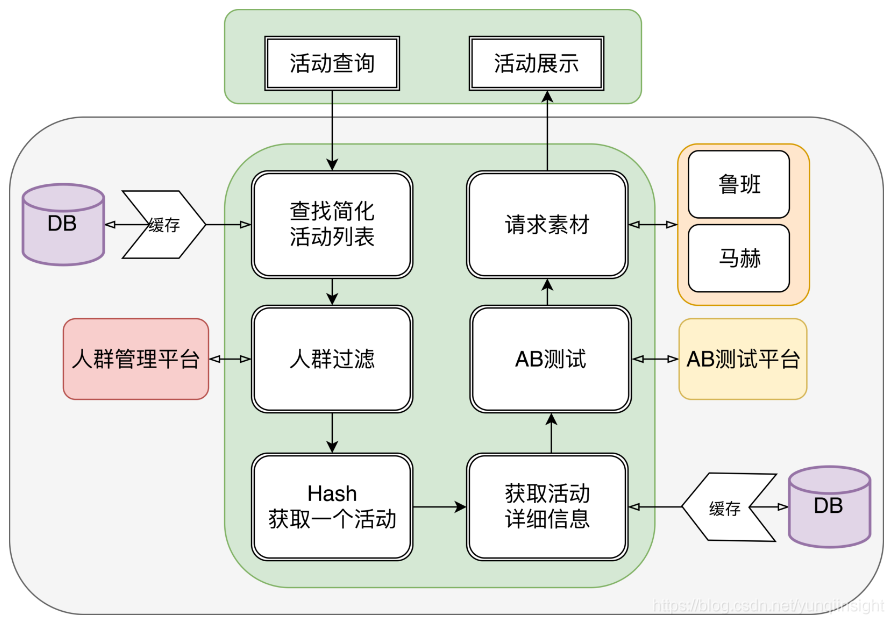 活动查询
活动展示
DB
缓存
查找简化
活动列表
请求素材
鲁班
马赫
人群管理平台
人群过滤
AB测试
AB测试平台
Hash
获取一个活动
获取活动
详细信息
缓存
DB
https://blog.csdn.net/yunqiinsight